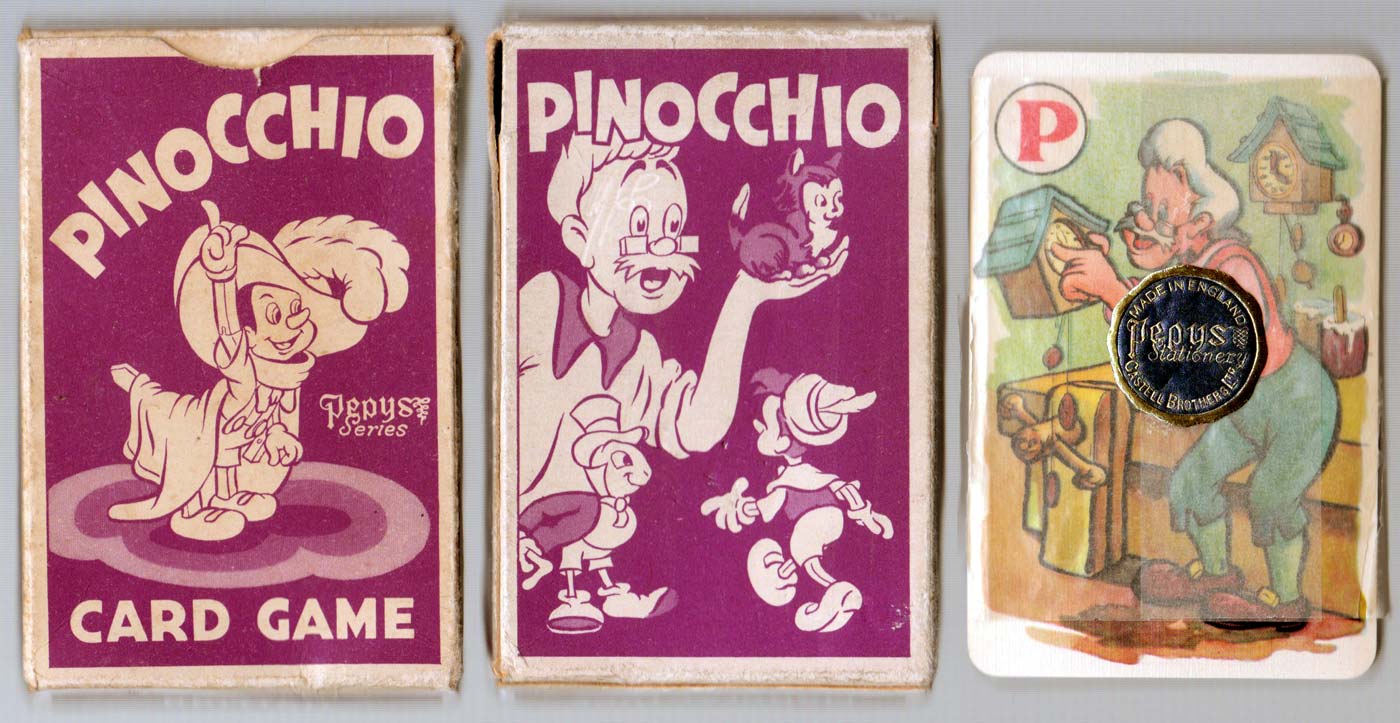 PINOCCHIO
Pepys
Series
CARD GAME
PINOCCHIO
P
MADE IN ENGLAND
Pepys
Stationery
CASTELL BROTHERS LTD